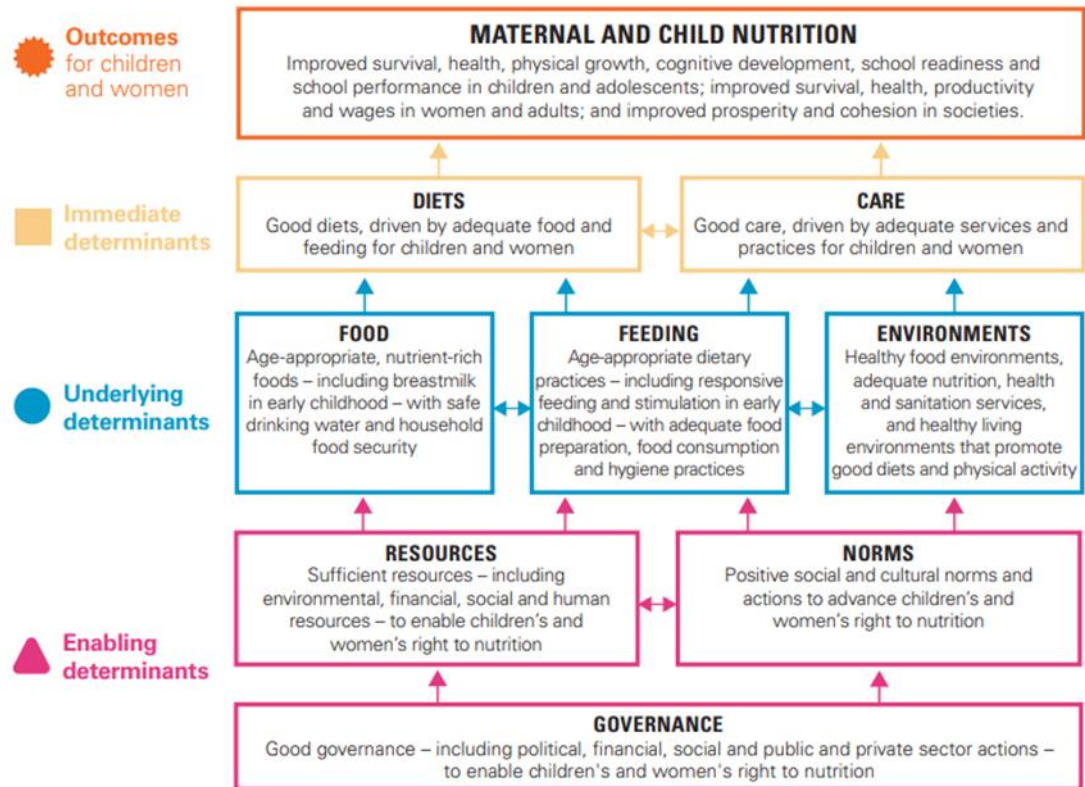 Outcomes
for children
and women
MATERNAL AND CHILD NUTRITION
Improved survival, health, physical growth, cognitive development, school readiness and
school performance in children and adolescents; improved survival, health, productivity
and wages in women and adults; and improved prosperity and cohesion in societies.
Immediate
determinants
DIETS
Good diets, driven by adequate food and
feeding for children and women
CARE
Good care, driven by adequate services and
practices for children and women
Underlying
determinants
FOOD
Age-appropriate, nutrient-rich
foods – including breastmilk
in early childhood – with safe
drinking water and household
food security
FEEDING
Age-appropriate dietary
practices – including responsive
feeding and stimulation in early
childhood – with adequate food
preparation, food consumption
and hygiene practices
ENVIRONMENTS
Healthy food environments,
adequate nutrition, health
and sanitation services,
and healthy living
environments that promote
good diets and physical activity
Enabling
determinants
RESOURCES
Sufficient resources – including
environmental, financial, social and human
resources – to enable children's and
women's right to nutrition
NORMS
Positive social and cultural norms and
actions to advance children's and
women's right to nutrition
GOVERNANCE
Good governance – including political, financial, social and public and private sector actions –
to enable children's and women's right to nutrition